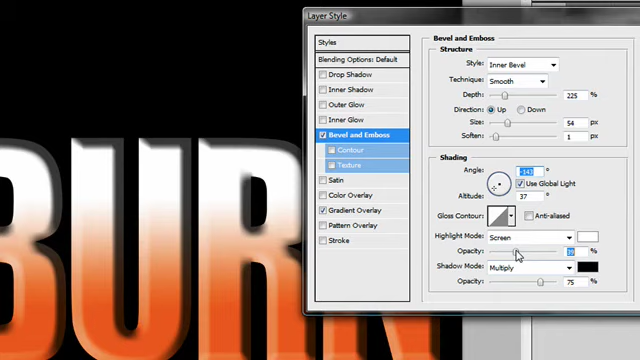 Layer Style
Styles
Blending Options: Default
Drop Shadow
Inner Shadow
Outer Glow
Inner Glow
Bevel and Emboss
Contour
Texture
Satin
Color Overlay
Gradient Overlay
Pattern Overlay
Stroke
Bevel and Emboss
Structure
Style: Inner Bevel
Technique: Smooth
Depth: 225 %
Direction: Up Down
Size: 54 px
Soften: 1 px
Shading
Angle: -143 °
Use Global Light
Altitude: 37 °
Gloss Contour: Anti-aliased
Highlight Mode: Screen
Opacity: %
Shadow Mode: Multiply
Opacity: 75 %
BURN